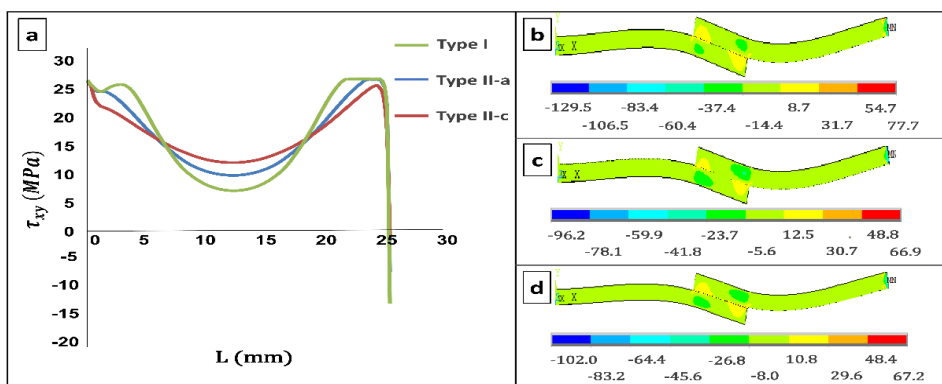 a
τxy (MPa)
30
25
20
15
10
5
0
-5
-10
-15
-20
0 5 10 15 20 25 30
L (mm)
Type I
Type II-a
Type II-c
b
X
MN
-129.5 -83.4 -37.4 8.7 54.7
-106.5 -60.4 -14.4 31.7 77.7
c
X
-96.2 -59.9 -23.7 12.5 . 48.8
-78.1 -41.8 -5.6 30.7 66.9
d
X
MN
-102.0 -64.4 -26.8 10.8 48.4
-83.2 -45.6 -8.0 29.6 67.2